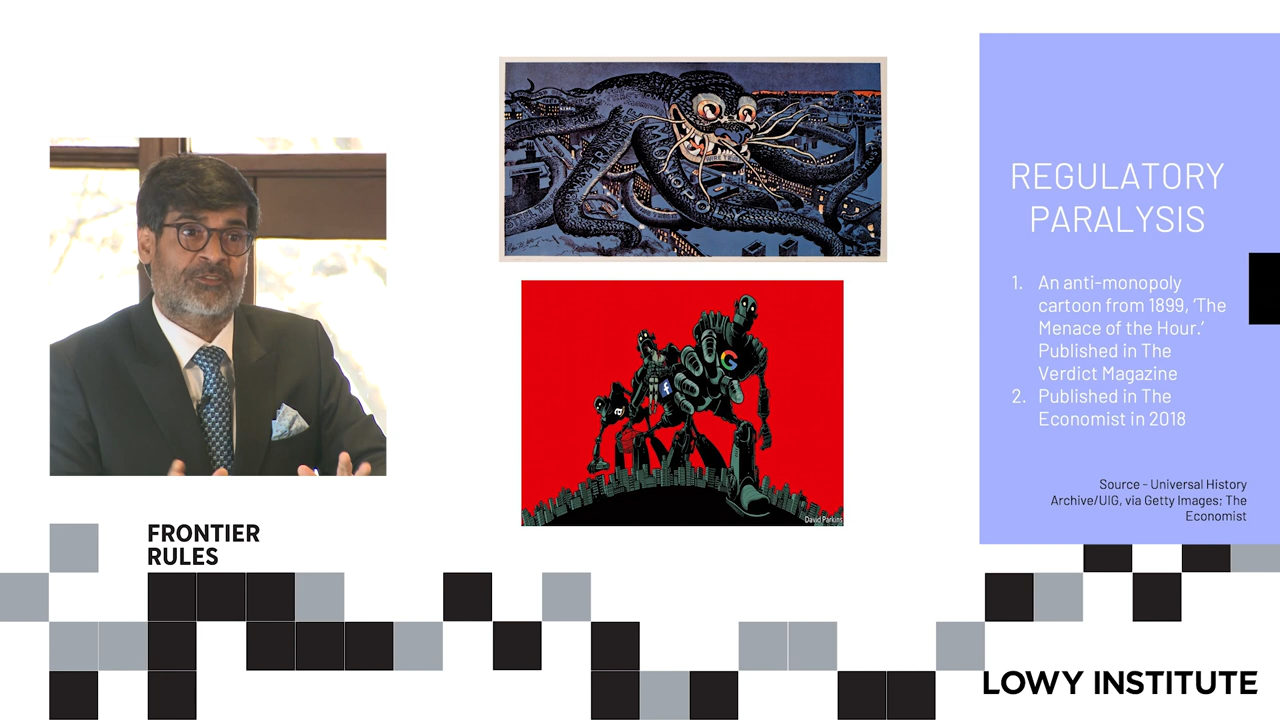 REGULATORY
PARALYSIS
1. An anti-monopoly
cartoon from 1899, ‘The
Menace of the Hour.’
Published in The
Verdict Magazine
2. Published in The
Economist in 2018
Source - Universal History
Archive/UIG, via Getty Images; The
Economist
David Parkins
FRONTIER
RULES
LOWY INSTITUTE